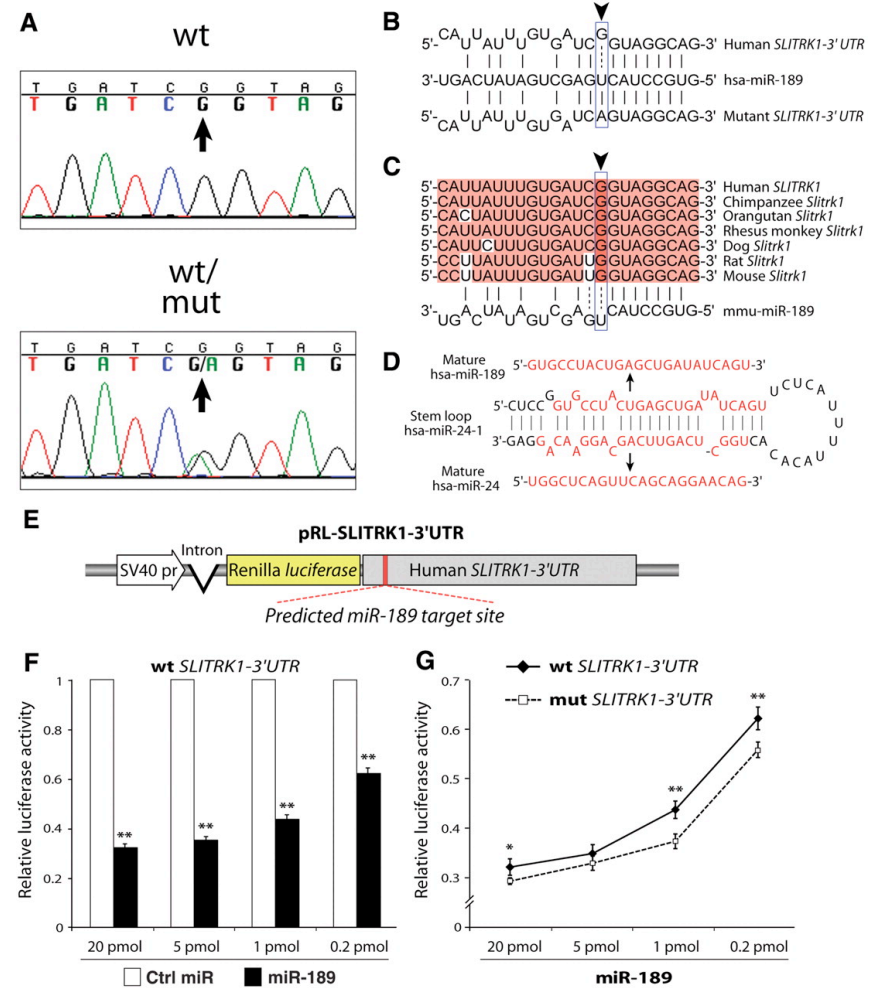 A
wt
T G A T C G G T A G
T G A T C G G T A G
wt/
mut
T G A T C G G T A G
T G A T C G/A G T A G
B
5'-CAUUAUUUGUGAUCGGUAGGCAG-3' Human SLITRK1-3' UTR
3'-UGACUAUAGUCGAGUCAUCCGUG-5' hsa-miR-189
5'-CAUUAUUUGUGAUCAGUAGGCAG-3' Mutant SLITRK1-3' UTR
C
5'-CAUUAUUUGUGAUCGGUAGGCAG-3' Human SLITRK1
5'-CAUUAUUUGUGAUCGGUAGGCAG-3' Chimpanzee Slitrk1
5'-CACUAUUUGUGAUCGGUAGGCAG-3' Orangutan Slitrk1
5'-CAUUAUUUGUGAUCGGUAGGCAG-3' Rhesus monkey Slitrk1
5'-CAUUCUUUGUGAUCGGUAGGCAG-3' Dog Slitrk1
5'-CCUUAUUUGUGAUUGGUAGGCAG-3' Rat Slitrk1
5'-CCUUAUUUGUGAUUGGUAGGCAG-3' Mouse Slitrk1
3'-UGACUAUAGUCGAGUCAUCCGUG-5' mmu-miR-189
D
Mature
hsa-miR-189
5'-GUGCCUACUGAGCUGAUAUCAGU-3'
Stem loop
hsa-miR-24-1
5'-CUCCGGUGCCUACUGAGCUGAUAUCAGUUCUCAUUUU
3'-GAGGACAAGGACGACUUGACU-CGGUCACACAU
Mature
hsa-miR-24
5'-UGGCUCAGUUCAGCAGGAACAG-3'
E
pRL-SLITRK1-3'UTR
Intron
SV40 pr
Renilla luciferase
Human SLITRK1-3'UTR
Predicted miR-189 target site
F
wt SLITRK1-3'UTR
Relative luciferase activity
1
0.8
0.6
0.4
0.2
0
**
**
**
**
20 pmol 5 pmol 1 pmol 0.2 pmol
Ctrl miR miR-189
G
wt SLITRK1-3'UTR
mut SLITRK1-3'UTR
Relative luciferase activity
0.7
0.6
0.5
0.4
0.3
0
*
**
**
20 pmol 5 pmol 1 pmol 0.2 pmol
miR-189